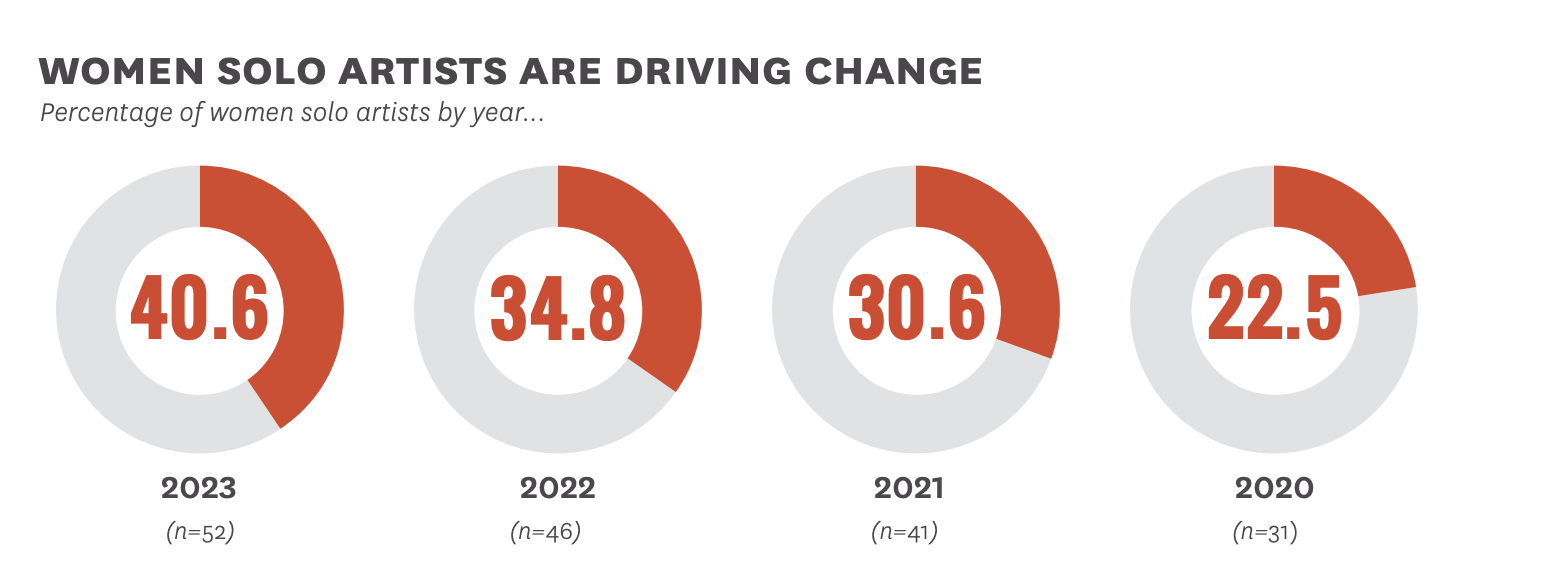 WOMEN SOLO ARTISTS ARE DRIVING CHANGE
Percentage of women solo artists by year...
40.6
34.8
30.6
22.5
2023
2022
2021
2020
(n=52)
(n=46)
(n=41)
(n=31)